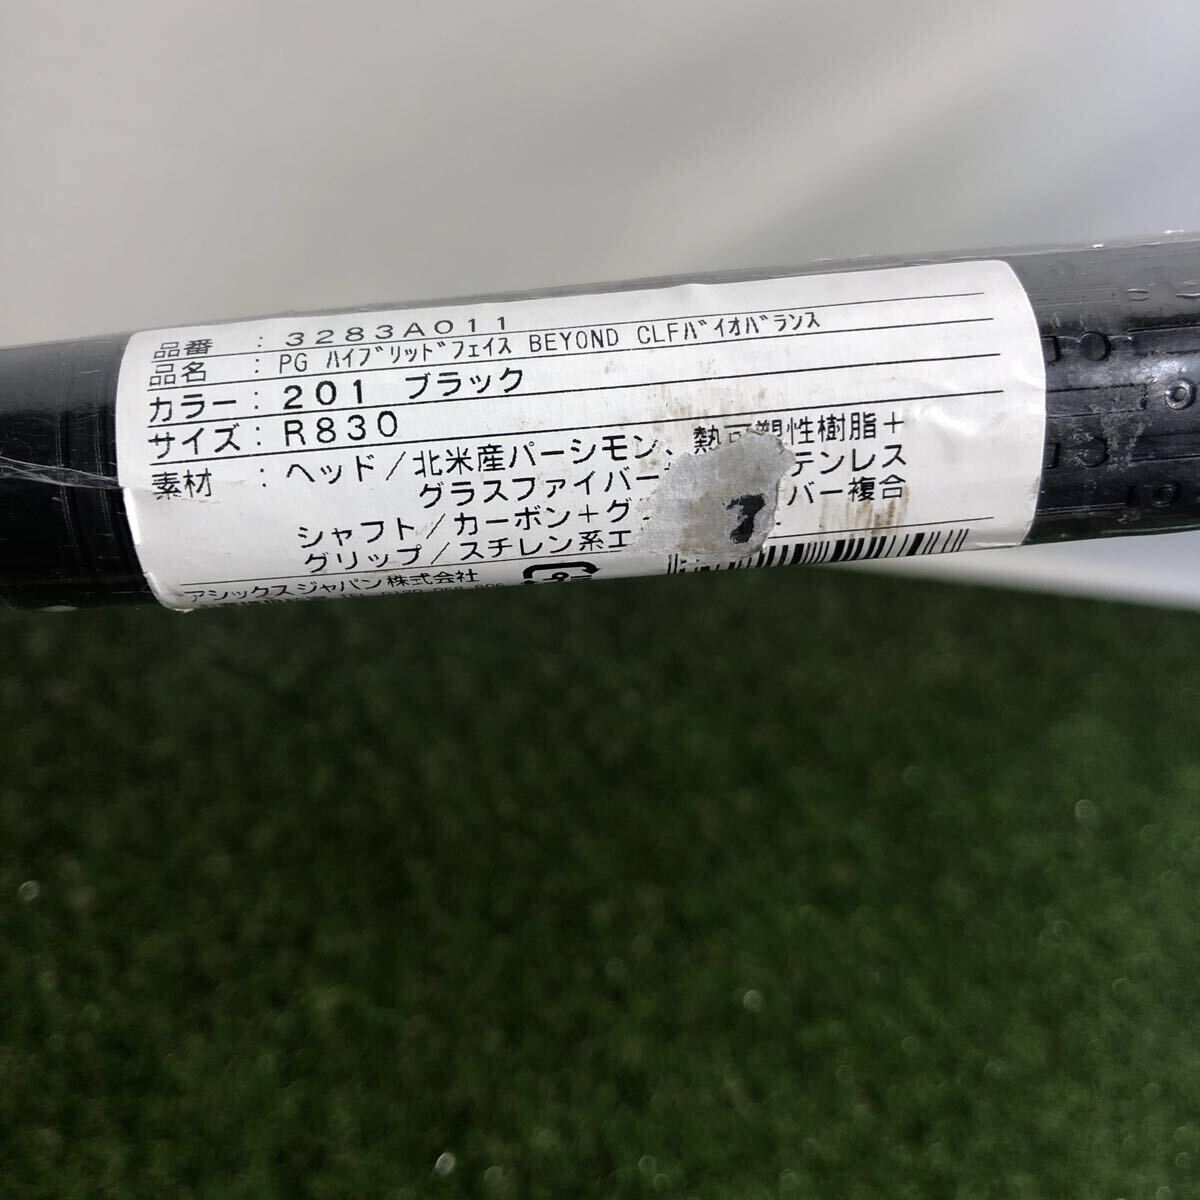 品番 : 3283A011
品名 : PG ﾊｲﾌﾞﾘｯﾄﾞﾌｪｲｽ BEYOND CLFﾊﾞｲｵﾊﾞﾗﾝｽ
カラー : 201 ブラック
サイズ : R830
素材 : ヘッド/北米産パーシモン、熱可塑性樹脂+
グラスファイバー テンレス
シャフト/カーボン+グ バー複合
グリップ/スチレン系エ
アシックスジャパン株式会社